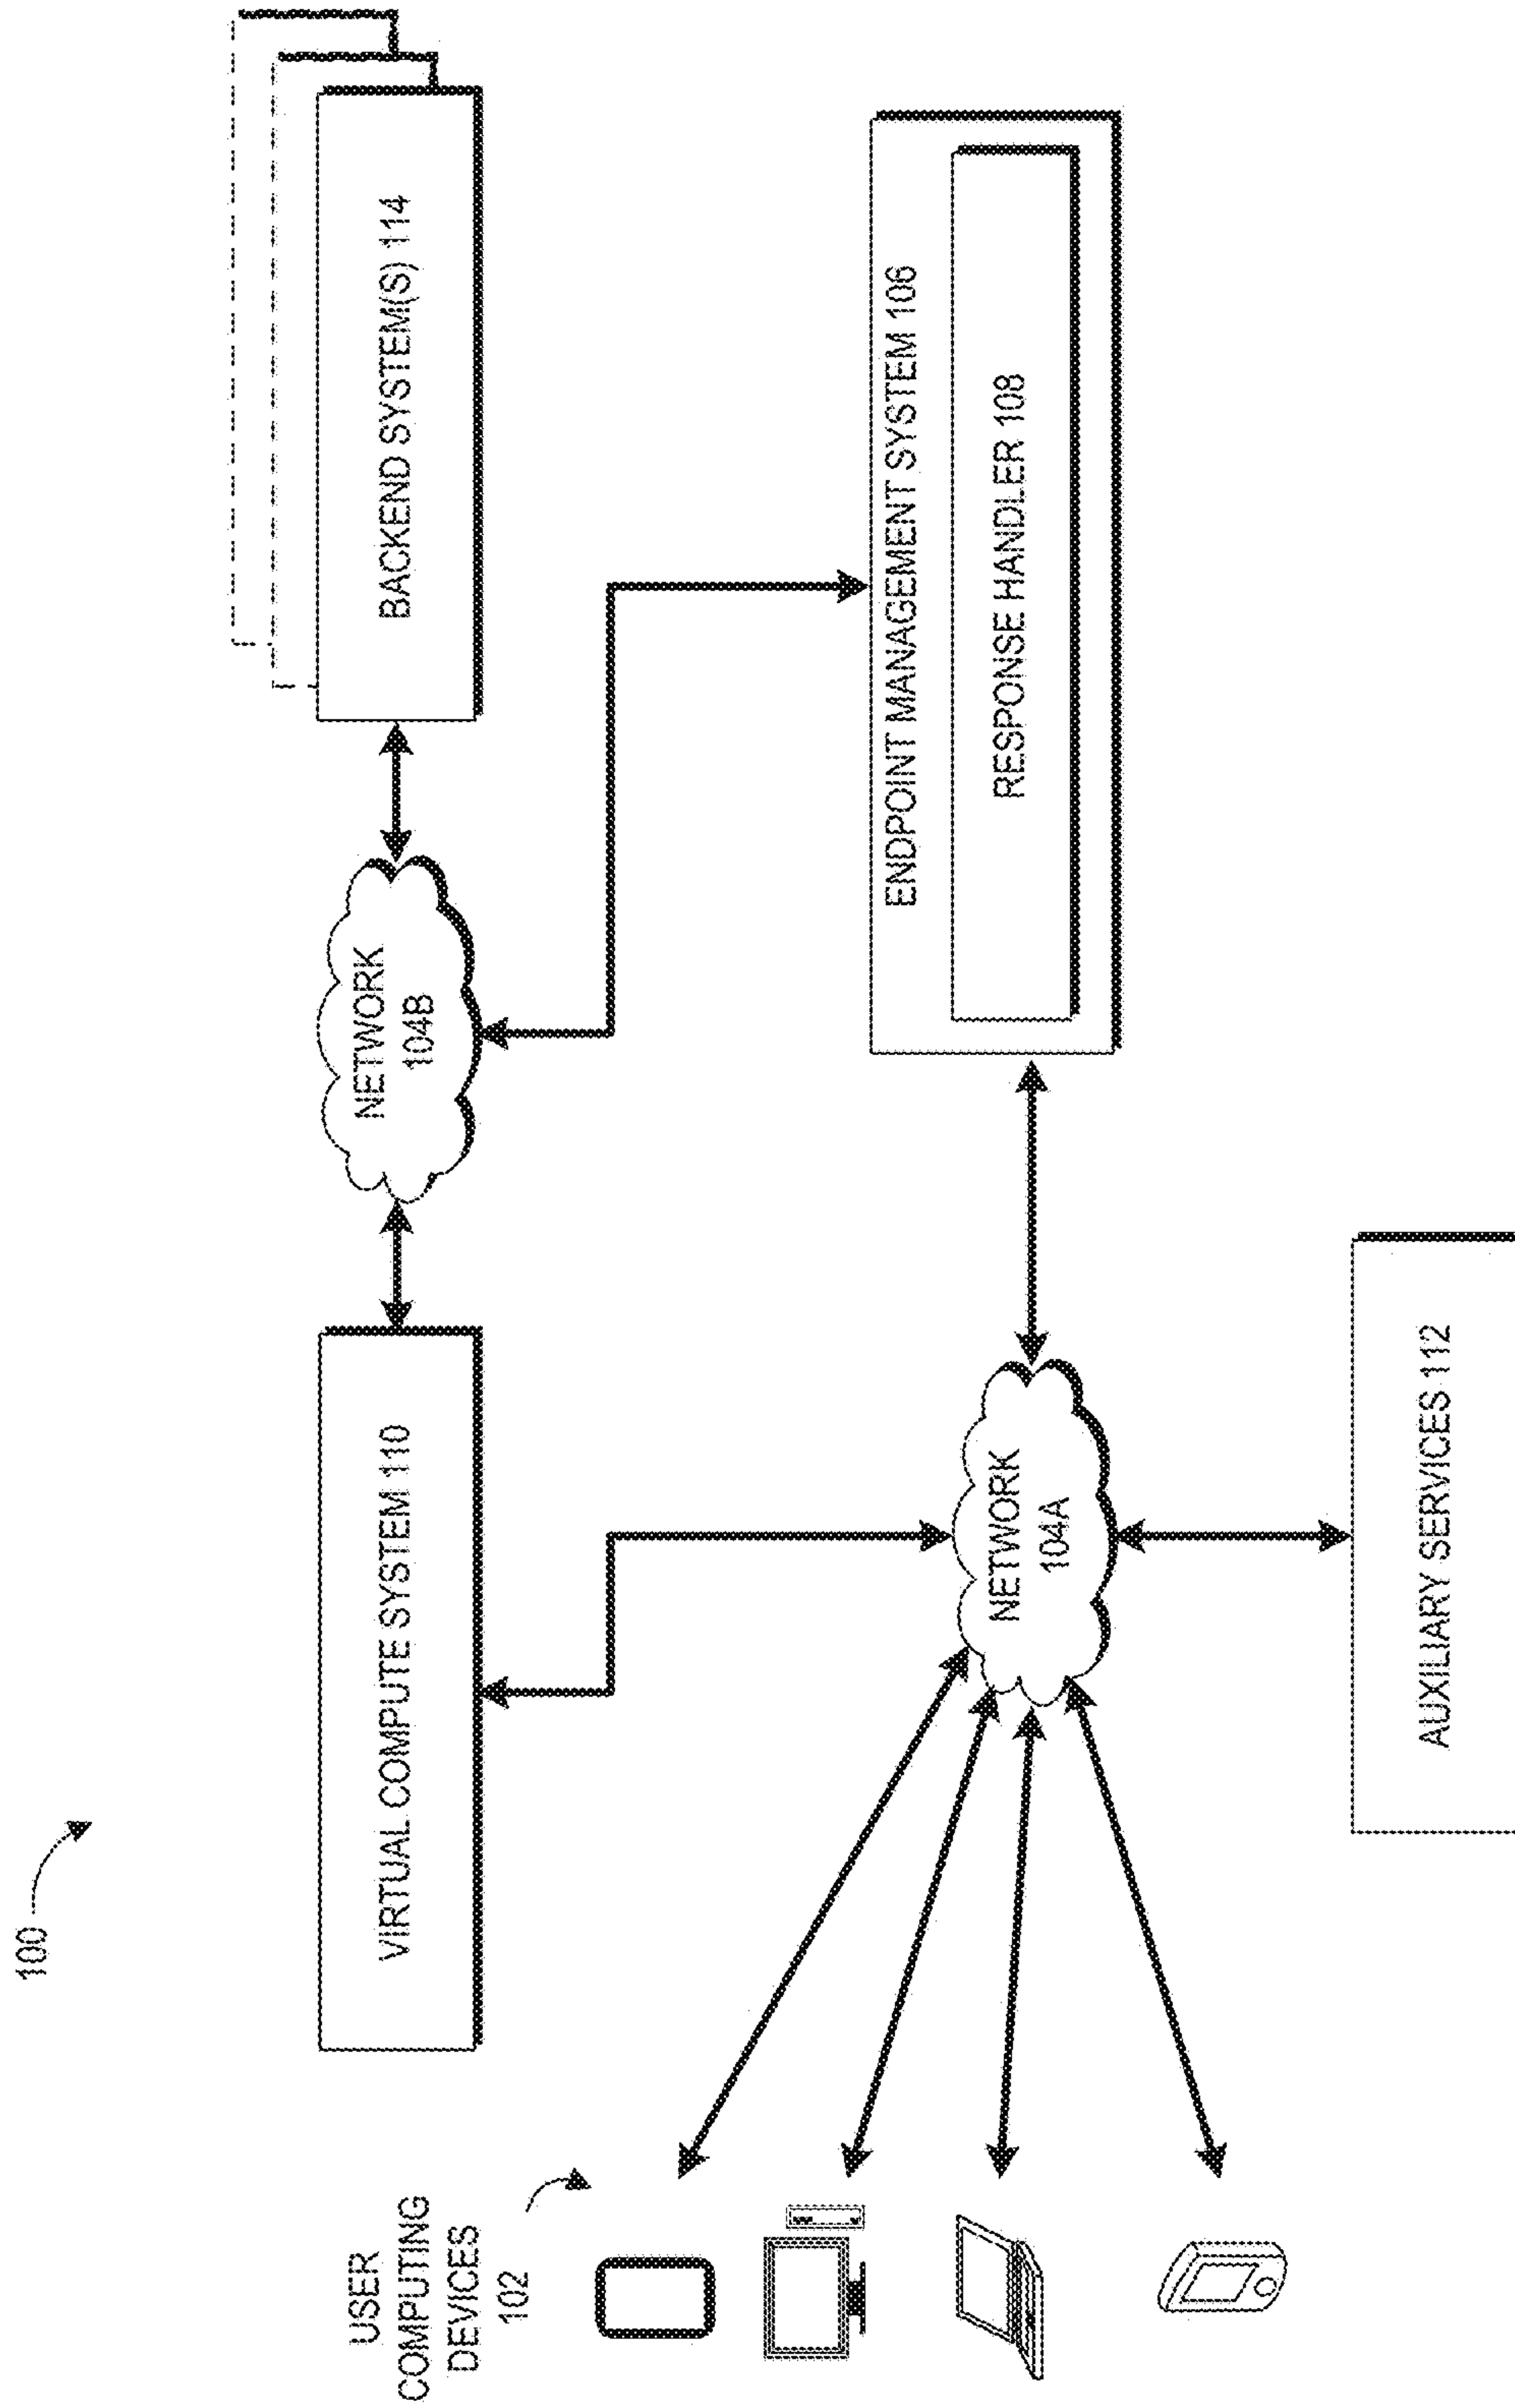 100
USER
COMPUTING
DEVICES
102
VIRTUAL COMPUTE SYSTEM 110
NETWORK
104B
BACKEND SYSTEM(S) 114
NETWORK
104A
ENDPOINT MANAGEMENT SYSTEM 106
RESPONSE HANDLER 108
AUXILIARY SERVICES 112